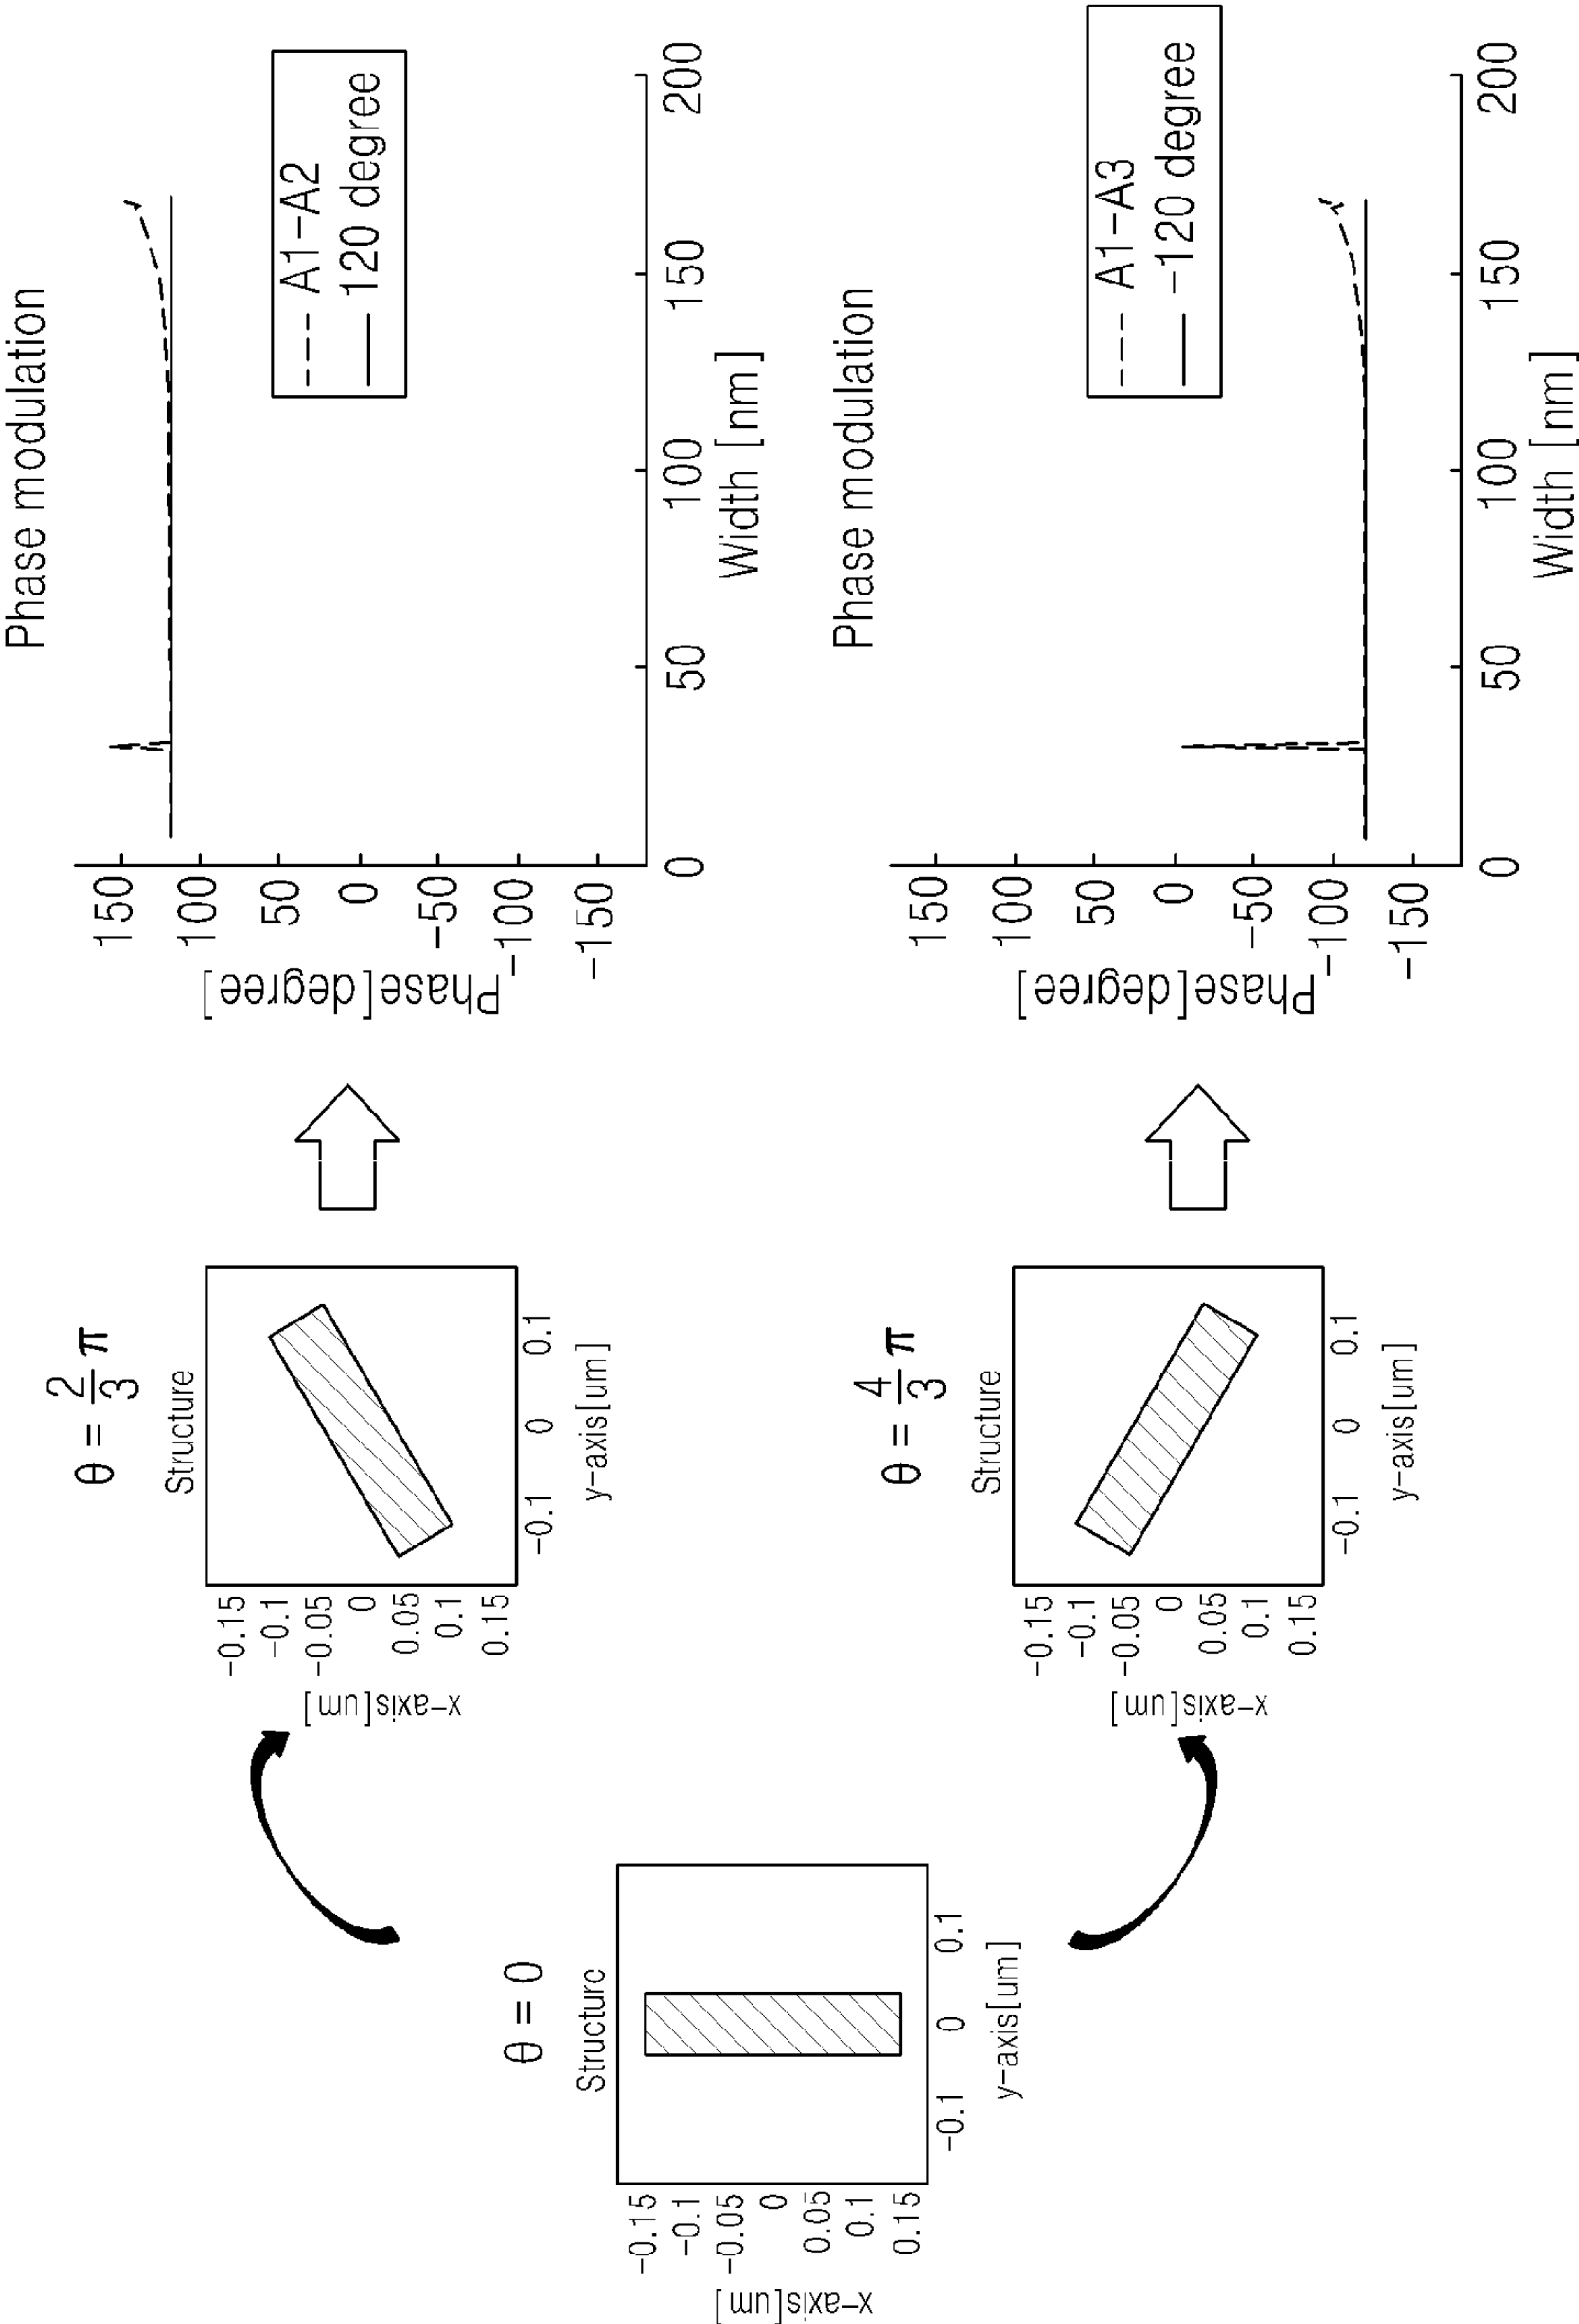 θ = 0
Structurc
-0.15
-0.1
-0.05
0
0.05
0.1
0.15
x-axis[um]
-0.1
0
0.1
y-axis[um]
θ = 2/3 π
Structure
-0.15
-0.1
-0.05
0
0.05
0.1
0.15
x-axis[um]
-0.1
0
0.1
y-axis[um]
Phase modulation
150
100
50
0
-50
-100
-150
Phase[degree]
A1-A2
120 degree
0
50
100
150
200
Width [nm]
θ = 4/3 π
Structure
-0.15
-0.1
-0.05
0
0.05
0.1
0.15
x-axis[um]
-0.1
0
0.1
y-axis[um]
Phase modulation
150
100
50
0
-50
-100
-150
Phase[degree]
A1-A3
-120 degree
0
50
100
150
200
Width [nm]